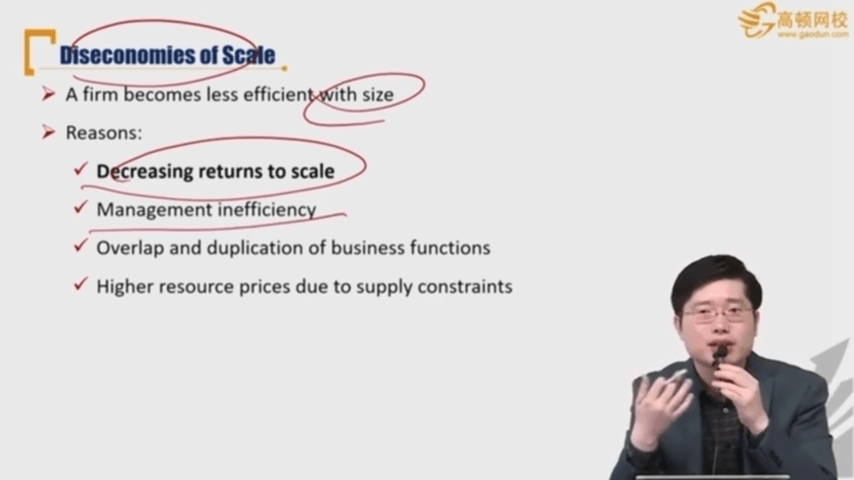 高顿网校
www.gaodun.com
Diseconomies of Scale
A firm becomes less efficient with size
Reasons:
Decreasing returns to scale
Management inefficiency
Overlap and duplication of business functions
Higher resource prices due to supply constraints